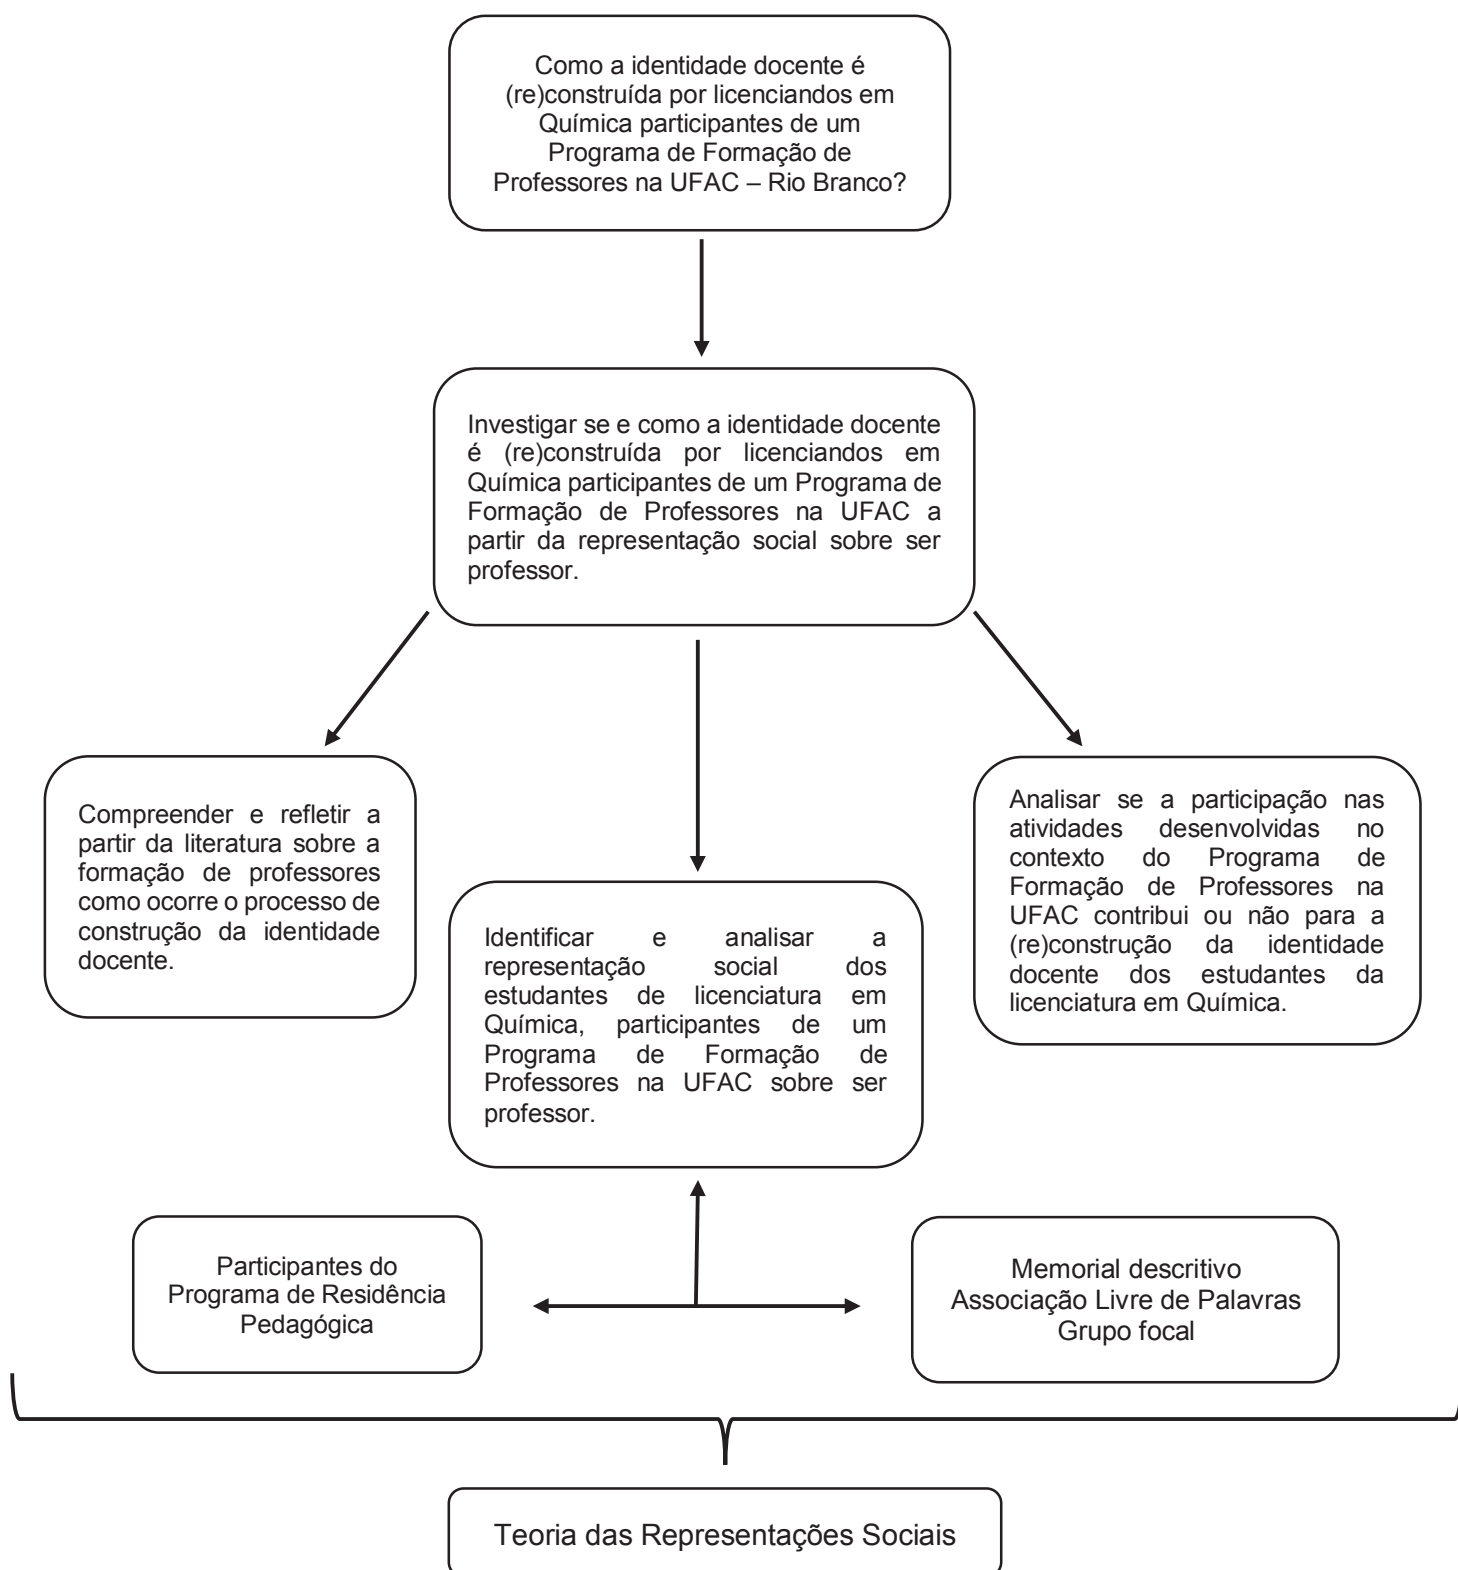 Como a identidade docente é
(re)construída por licenciandos em
Química participantes de um
Programa de Formação de
Professores na UFAC – Rio Branco?
Investigar se e como a identidade docente
é (re)construída por licenciandos em
Química participantes de um Programa de
Formação de Professores na UFAC a
partir da representação social sobre ser
professor.
Compreender e refletir a
partir da literatura sobre a
formação de professores
como ocorre o processo de
construção da identidade
docente.
Identificar e analisar a
representação social dos
estudantes de licenciatura em
Química, participantes de um
Programa de Formação de
Professores na UFAC sobre ser
professor.
Analisar se a participação nas
atividades desenvolvidas no
contexto do Programa de
Formação de Professores na
UFAC contribui ou não para a
(re)construção da identidade
docente dos estudantes da
licenciatura em Química.
Participantes do
Programa de Residência
Pedagógica
Memorial descritivo
Associação Livre de Palavras
Grupo focal
Teoria das Representações Sociais